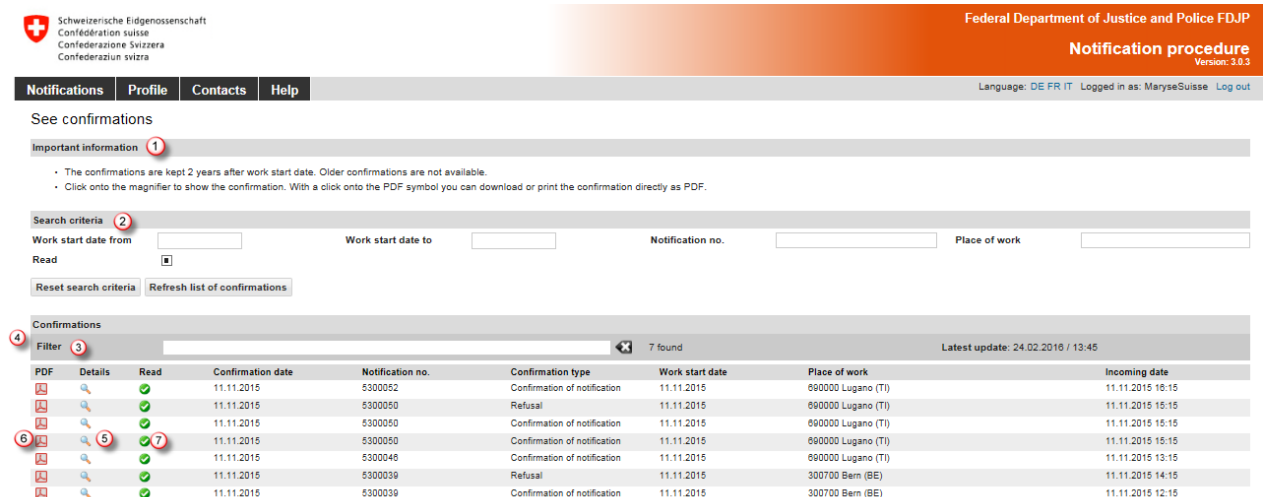 Schweizerische Eidgenossenschaft
Confédération suisse
Confederazione Svizzera
Confederaziun svizra
Federal Department of Justice and Police FDJP
Notification procedure
Version: 3.0.3
Notifications Profile Contacts Help Language: DE FR IT Logged in as: MaryseSuisse Log out
See confirmations
Important information 1
• The confirmations are kept 2 years after work start date. Older confirmations are not available.
• Click onto the magnifier to show the confirmation. With a click onto the PDF symbol you can download or print the confirmation directly as PDF.
Search criteria 2
Work start date from Work start date to Notification no. Place of work
Read
Reset search criteria Refresh list of confirmations
Confirmations
4 Filter 3 7 found Latest update: 24.02.2016 / 13:45
PDF Details Read Confirmation date Notification no. Confirmation type Work start date Place of work Incoming date
11.11.2015 5300052 Confirmation of notification 11.11.2015 690000 Lugano (TI) 11.11.2015 16:15
11.11.2015 5300050 Refusal 11.11.2015 690000 Lugano (TI) 11.11.2015 15:15
11.11.2015 5300050 Confirmation of notification 11.11.2015 690000 Lugano (TI) 11.11.2015 15:15
6 5 7 11.11.2015 5300050 Confirmation of notification 11.11.2015 690000 Lugano (TI) 11.11.2015 15:15
11.11.2015 5300046 Confirmation of notification 11.11.2015 690000 Lugano (TI) 11.11.2015 13:15
11.11.2015 5300039 Refusal 11.11.2015 300700 Bern (BE) 11.11.2015 14:15
11.11.2015 5300039 Confirmation of notification 11.11.2015 300700 Bern (BE) 11.11.2015 12:15